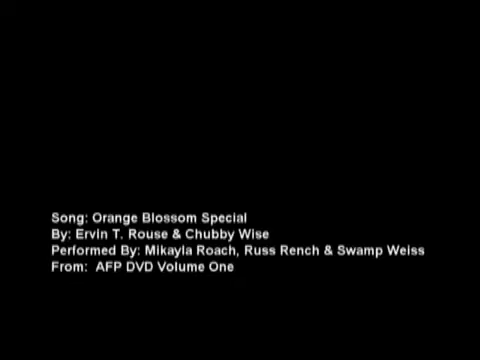 Song: Orange Blossom Special
By: Ervin T. Rouse & Chubby Wise
Performed By: Mikayla Roach, Russ Rench & Swamp Weiss
From:  AFP DVD Volume One